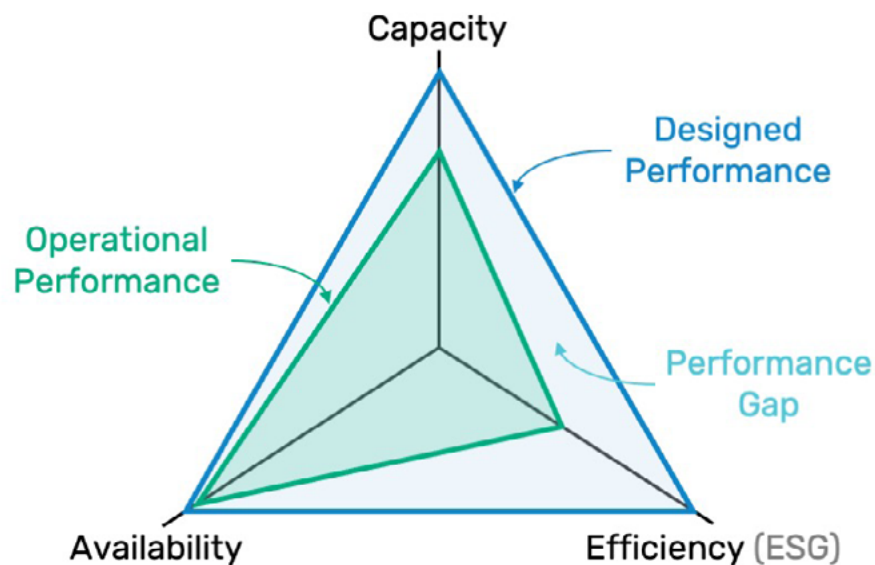 Capacity
Designed
Performance
Operational
Performance
Performance
Gap
Availability
Efficiency (ESG)